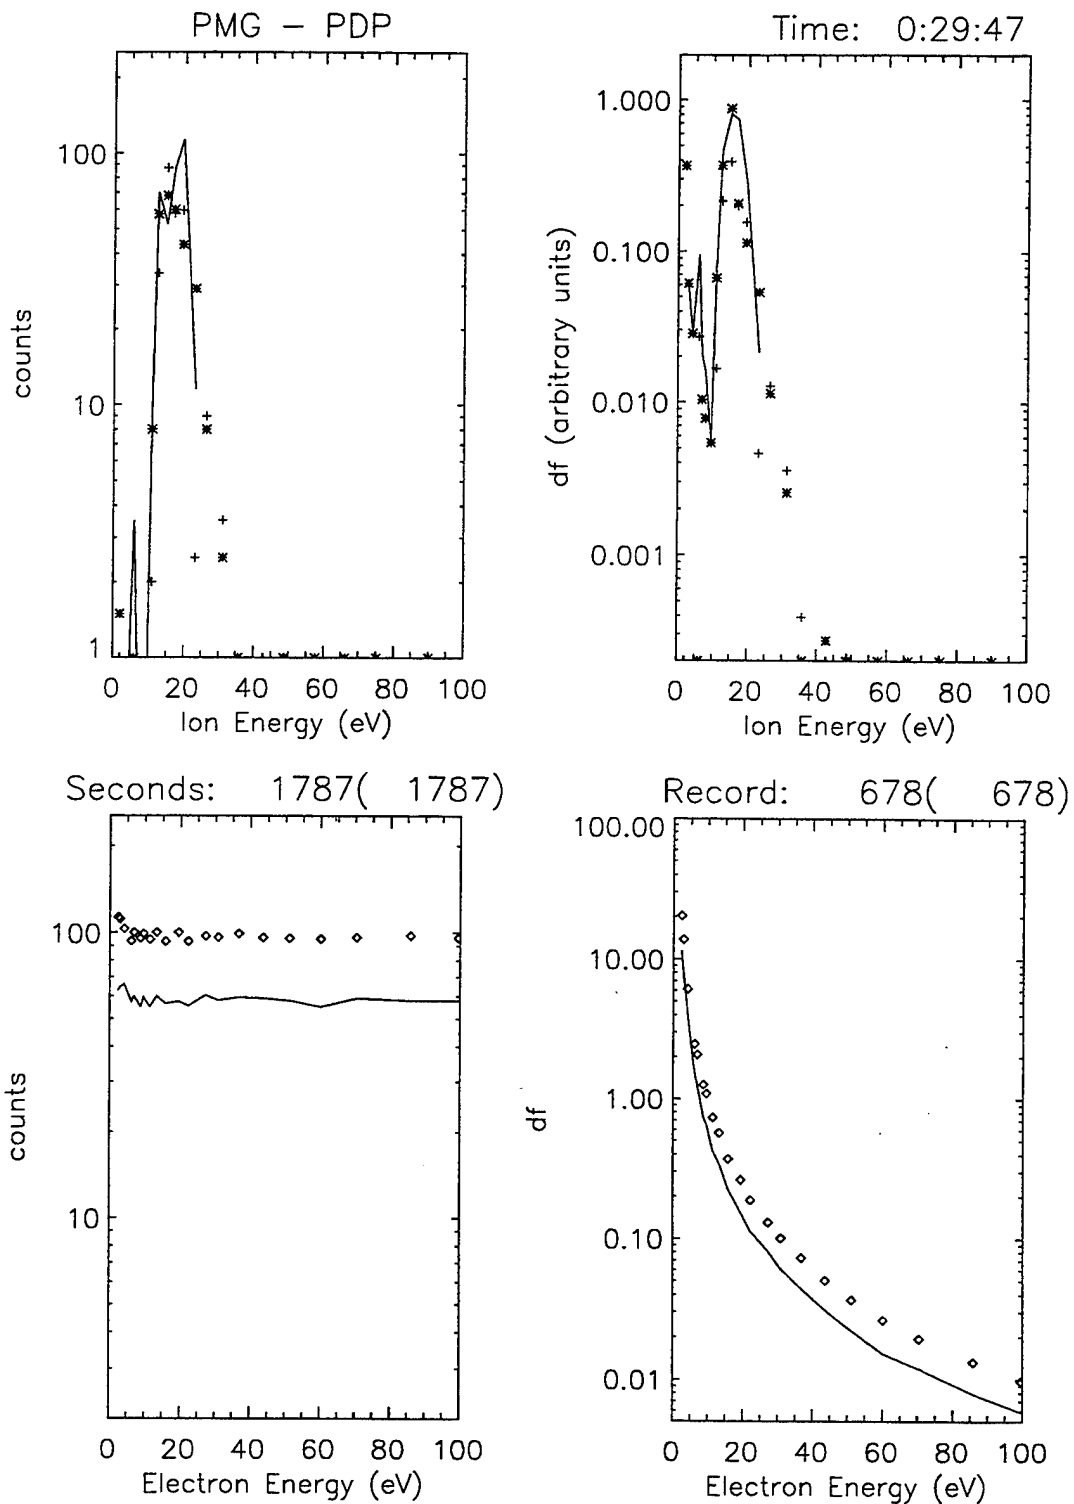 PMG - PDP
Time: 0:29:47
100
10
1
counts
0 20 40 60 80 100
Ion Energy (eV)
1.000
0.100
0.010
0.001
df (arbitrary units)
0 20 40 60 80 100
Ion Energy (eV)
Seconds: 1787( 1787)
Record: 678( 678)
100
10
counts
0 20 40 60 80 100
Electron Energy (eV)
100.00
10.00
1.00
0.10
0.01
df
0 20 40 60 80 100
Electron Energy (eV)